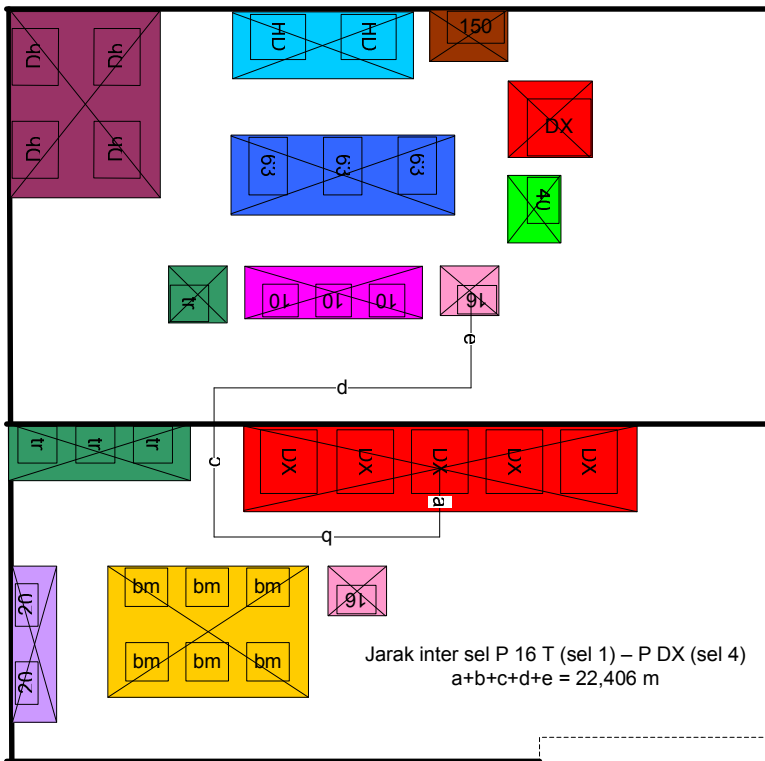 Dh Dh
HD HD
150
DX
Dh Dh
63 63 63
40
tr
10 10 10
16
e
d
tr tr tr
c
DX DX DX DX DX
a
b
20
20
bm bm bm
bm bm bm
16
Jarak inter sel P 16 T (sel 1) – P DX (sel 4)
a+b+c+d+e = 22,406 m